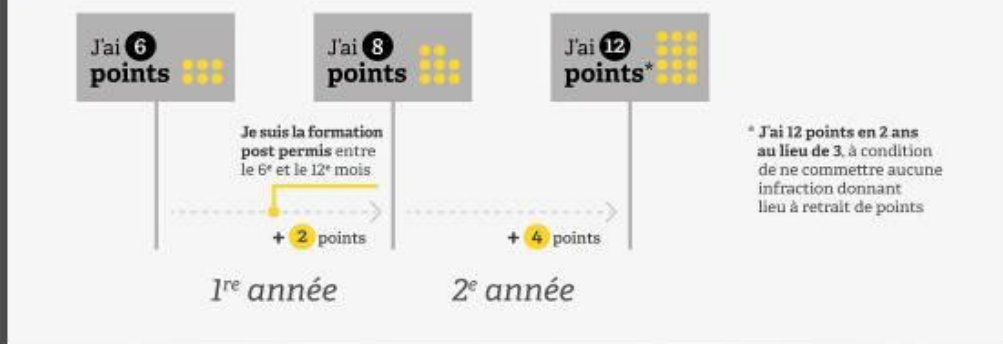 J'ai 6
points
J'ai 8
points
J'ai 12
points*
Je suis la formation
post permis entre
le 6e et le 12e mois
* J'ai 12 points en 2 ans
au lieu de 3, à condition
de ne commettre aucune
infraction donnant
lieu à retrait de points
+ 2 points
+ 4 points
1re année
2e année